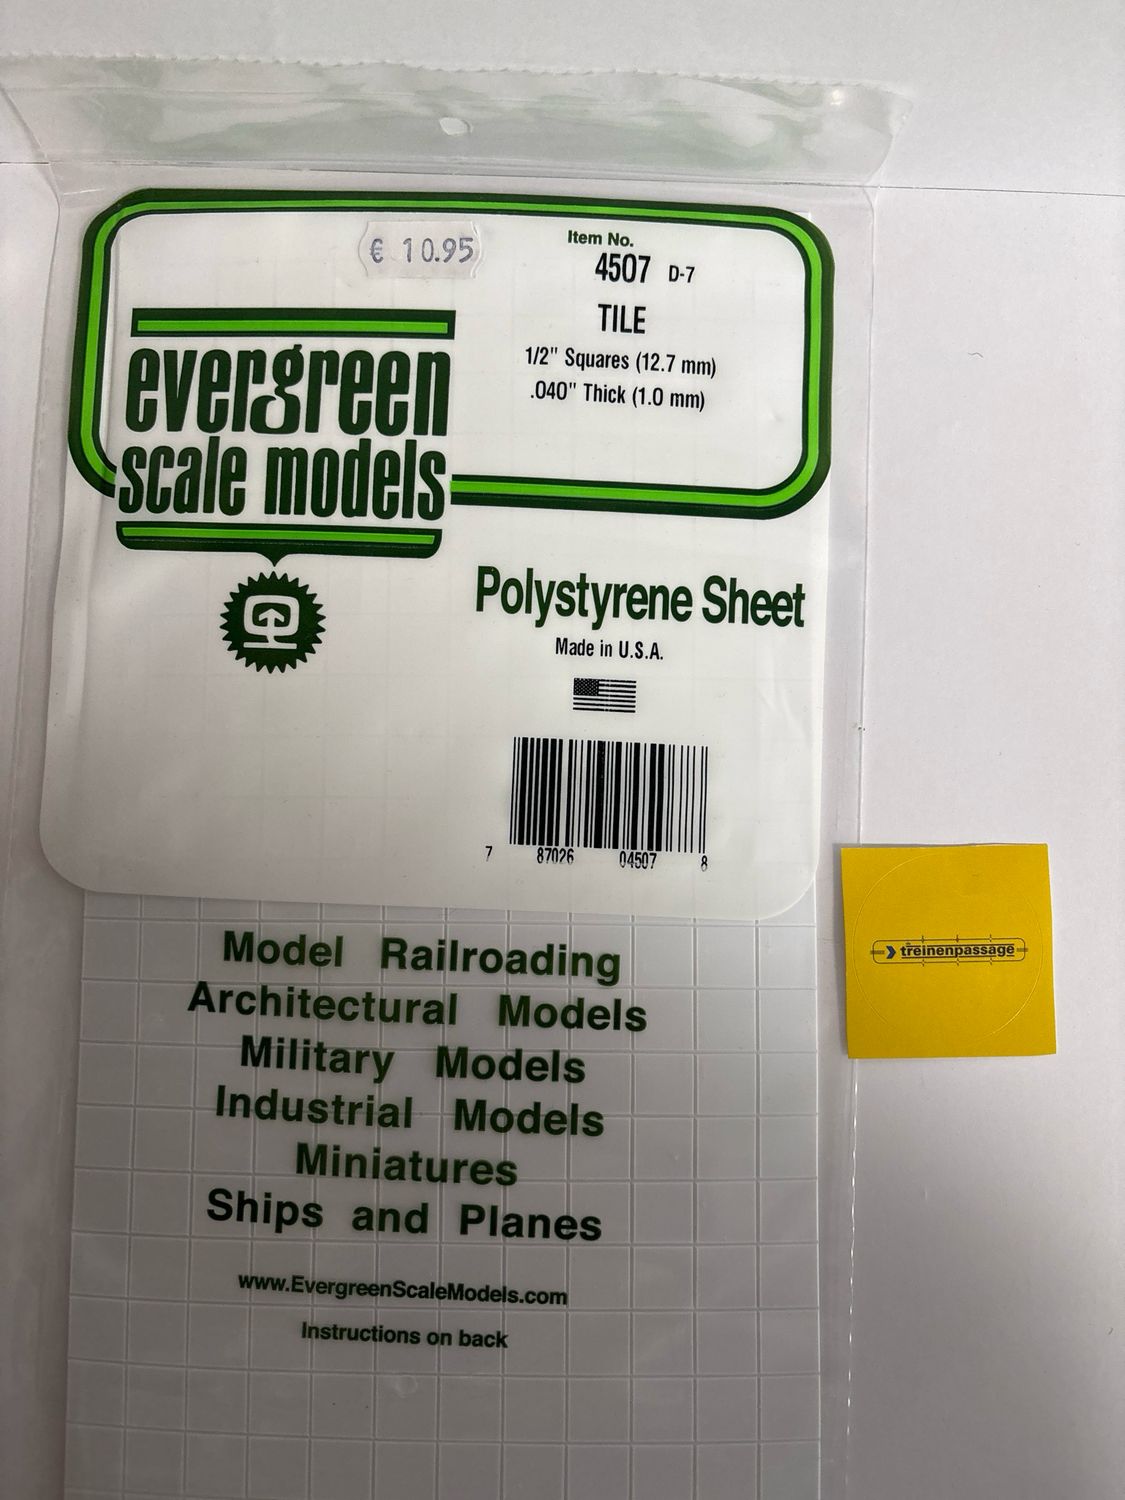 € 10.95
Item No.
4507 D-7
TILE
1/2" Squares (12.7 mm)
.040" Thick (1.0 mm)
evergreen
scale models
Polystyrene Sheet
Made in U.S.A.
7 87026 04507 8
Model Railroading
Architectural Models
Military Models
Industrial Models
Miniatures
Ships and Planes
www.EvergreenScaleModels.com
Instructions on back
de
treinenpassage